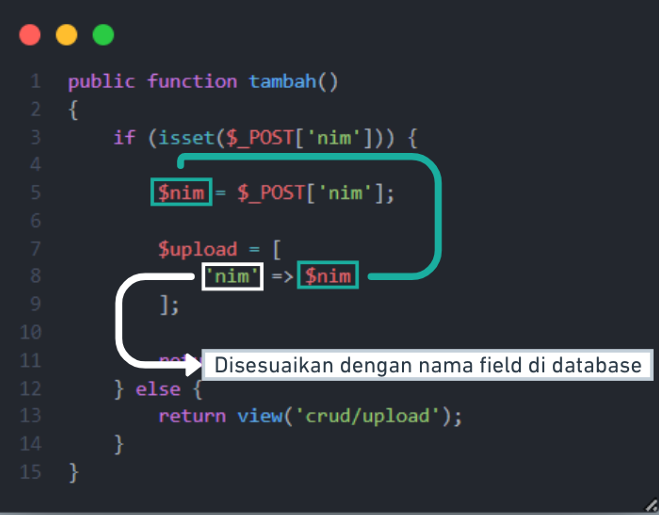 1 public function tambah()
2 {
3 if (isset($_POST['nim'])) {
4
5 $nim = $_POST['nim'];
6
7 $upload = [
8 'nim' => $nim
9 ];
10
11 Disesuaikan dengan nama field di database
12 } else {
13 return view('crud/upload');
14 }
15 }